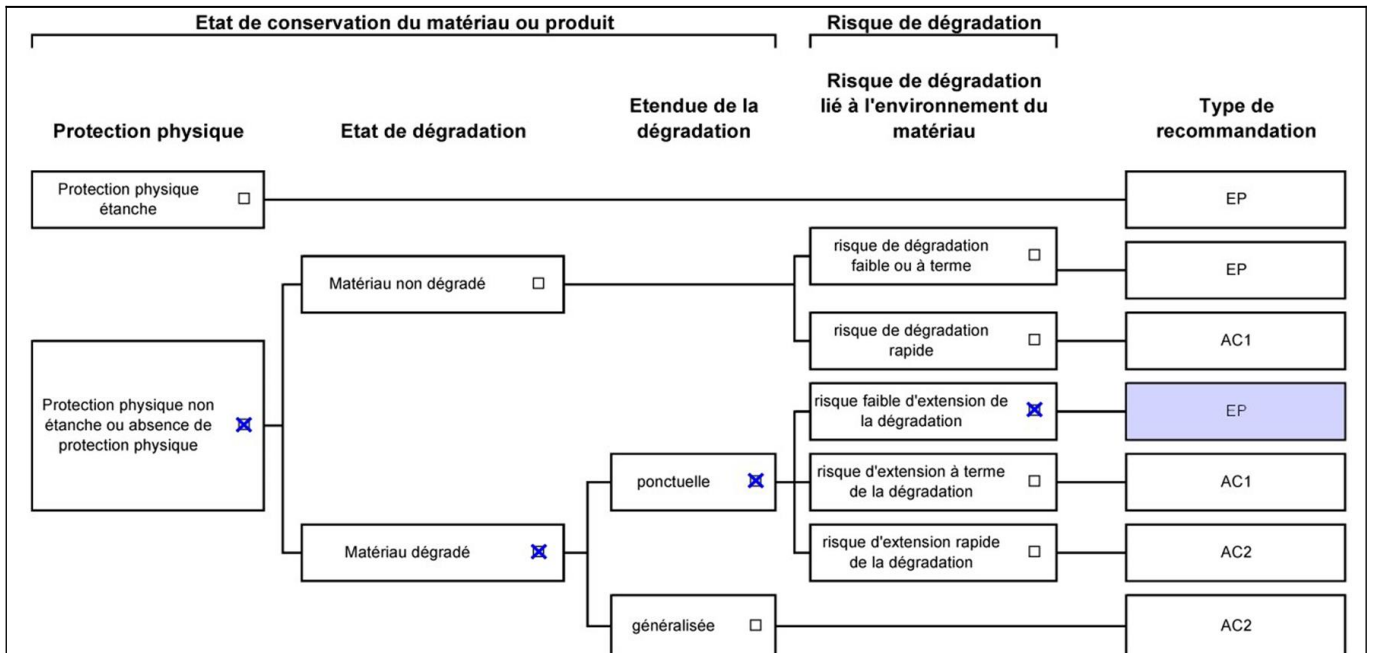 Etat de conservation du matériau ou produit
Risque de dégradation
Protection physique
Etat de dégradation
Etendue de la
dégradation
Risque de dégradation
lié à l'environnement du
matériau
Type de
recommandation
Protection physique
étanche
EP
risque de dégradation
faible ou à terme
EP
Matériau non dégradé
risque de dégradation
rapide
AC1
Protection physique non
étanche ou absence de
protection physique
risque faible d'extension de
la dégradation
EP
ponctuelle
risque d'extension à terme
de la dégradation
AC1
Matériau dégradé
risque d'extension rapide
de la dégradation
AC2
généralisée
AC2